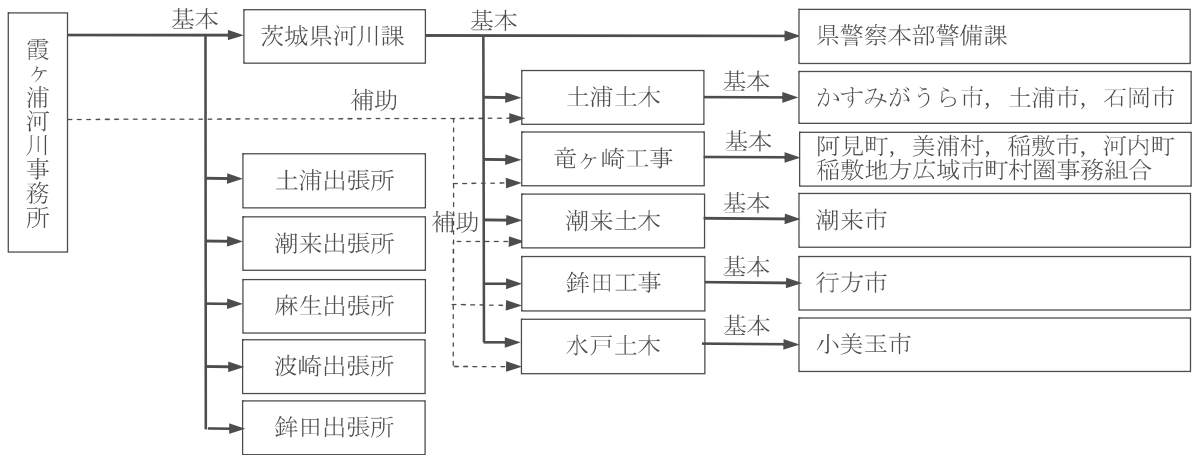 霞ヶ浦河川事務所
基本
茨城県河川課
基本
県警察本部警備課
補助
土浦土木
基本
かすみがうら市，土浦市，石岡市
竜ヶ崎工事
基本
阿見町，美浦村，稲敷市，河内町
稲敷地方広域市町村圏事務組合
土浦出張所
補助
潮来土木
基本
潮来市
潮来出張所
鉾田工事
基本
行方市
麻生出張所
水戸土木
基本
小美玉市
波崎出張所
鉾田出張所